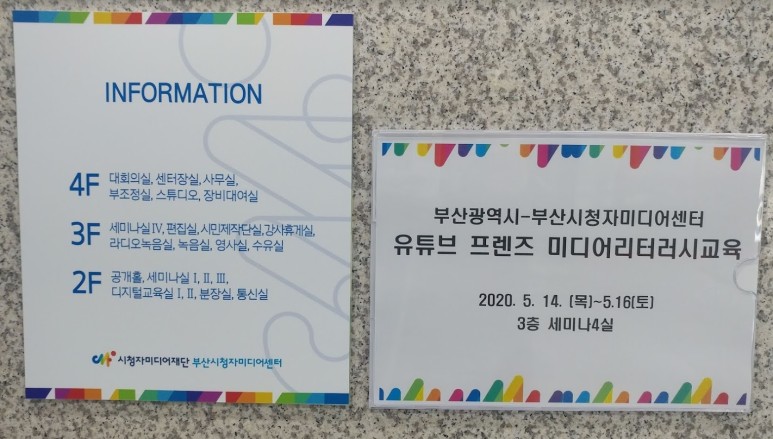 INFORMATION
4F 대회의실, 센터장실, 사무실,
부조정실, 스튜디오, 장비대여실
3F 세미나실 Ⅳ, 편집실, 시민제작단실, 강사휴게실,
라디오녹음실, 녹음실, 영사실, 수유실
2F 공개홀, 세미나실 Ⅰ, Ⅱ, Ⅲ,
디지털교육실 Ⅰ, Ⅱ, 분장실, 통신실
시청자미디어재단 부산시청자미디어센터
부산광역시-부산시청자미디어센터
유튜브 프렌즈 미디어리터러시교육
2020. 5. 14. (목)~5.16(토)
3층 세미나4실